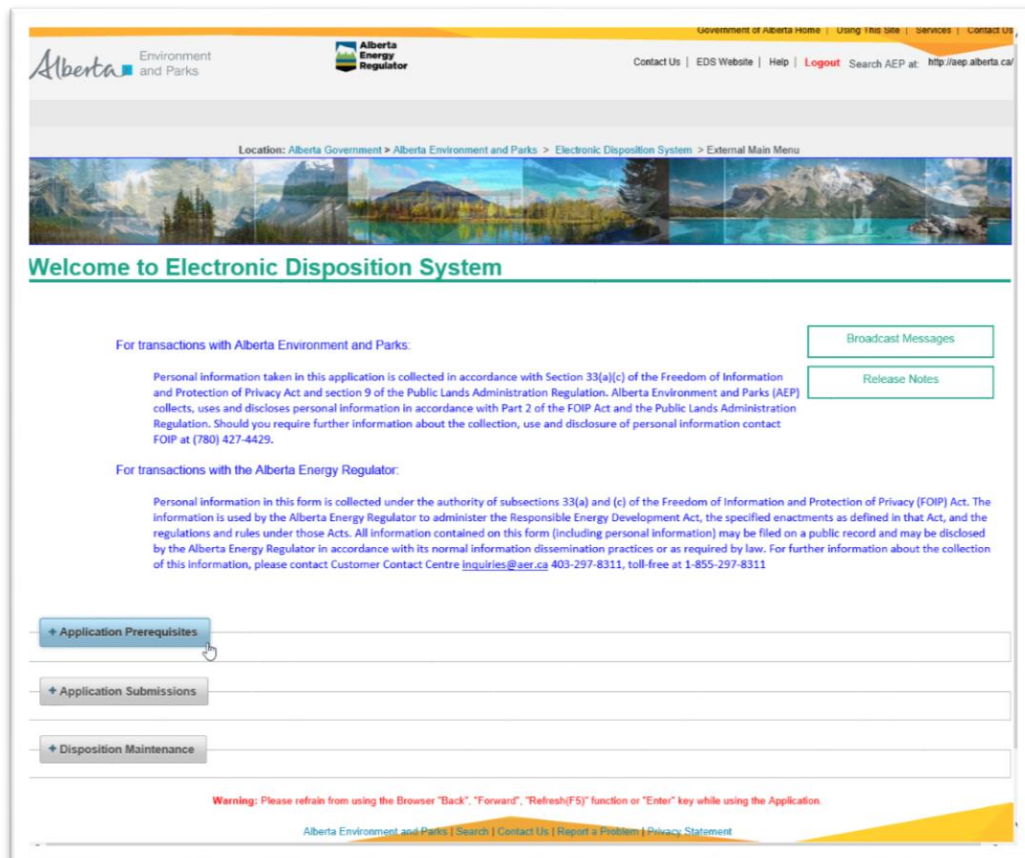 Government of Alberta Home | Using This Site | Services | Contact Us
Alberta Environment and Parks
Alberta Energy Regulator
Contact Us | EDS Website | Help | Logout Search AEP at: http://aep.alberta.ca/
Location: Alberta Government > Alberta Environment and Parks > Electronic Disposition System > External Main Menu
Welcome to Electronic Disposition System
Broadcast Messages
Release Notes
For transactions with Alberta Environment and Parks:
Personal information taken in this application is collected in accordance with Section 33(a)(c) of the Freedom of Information
and Protection of Privacy Act and section 9 of the Public Lands Administration Regulation. Alberta Environment and Parks (AEP)
collects, uses and discloses personal information in accordance with Part 2 of the FOIP Act and the Public Lands Administration
Regulation. Should you require further information about the collection, use and disclosure of personal information contact
FOIP at (780) 427-4429.
For transactions with the Alberta Energy Regulator:
Personal information in this form is collected under the authority of subsections 33(a) and (c) of the Freedom of Information and Protection of Privacy (FOIP) Act. The
information is used by the Alberta Energy Regulator to administer the Responsible Energy Development Act, the specified enactments as defined in that Act, and the
regulations and rules under those Acts. All information contained on this form (including personal information) may be filed on a public record and may be disclosed
by the Alberta Energy Regulator in accordance with its normal information dissemination practices or as required by law. For further information about the collection
of this information, please contact Customer Contact Centre inquiries@aer.ca 403-297-8311, toll-free at 1-855-297-8311
+ Application Prerequisites
+ Application Submissions
+ Disposition Maintenance
Warning: Please refrain from using the Browser "Back", "Forward", "Refresh(F5)" function or "Enter" key while using the Application.
Alberta Environment and Parks | Search | Contact Us | Report a Problem | Privacy Statement